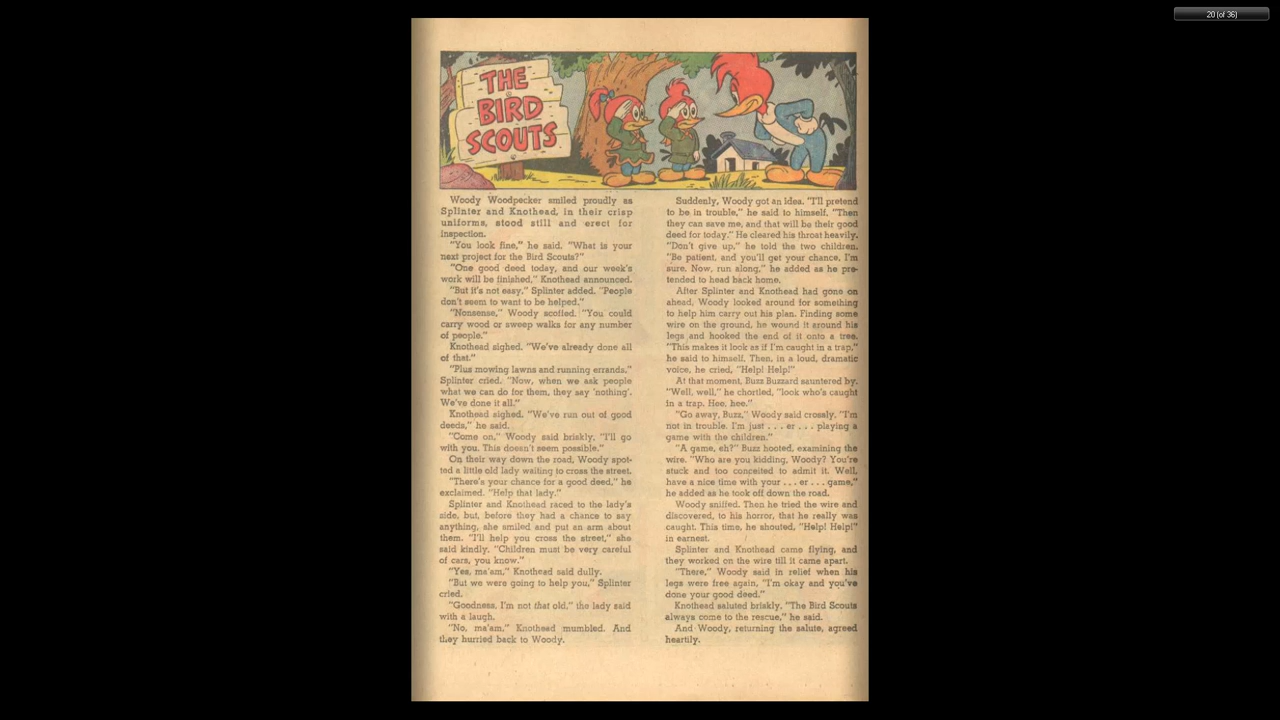 20 (of 36)
THE
BIRD
SCOUTS
Woody Woodpecker smiled proudly as
Splinter and Knothead, in their crisp
uniforms, stood still and erect for
inspection.
"You look fine," he said. "What is your
next project for the Bird Scouts?"
"One good deed today, and our week's
work will be finished," Knothead announced.
"But it's not easy," Splinter added. "People
don't seem to want to be helped."
"Nonsense," Woody scoffed. "You could
carry wood or sweep walks for any number
of people."
Knothead sighed. "We've already done all
of that."
"Plus mowing lawns and running errands,"
Splinter cried. "Now, when we ask people
what we can do for them, they say 'nothing'.
We've done it all."
Knothead sighed. "We've run out of good
deeds," he said.
"Come on," Woody said briskly. "I'll go
with you. This doesn't seem possible."
On their way down the road, Woody spot-
ted a little old lady waiting to cross the street.
"There's your chance for a good deed," he
exclaimed. "Help that lady."
Splinter and Knothead raced to the lady's
side, but, before they had a chance to say
anything, she smiled and put an arm about
them. "I'll help you cross the street," she
said kindly. "Children must be very careful
of cars, you know."
"Yes, ma'am," Knothead said dully.
"But we were going to help you," Splinter
cried.
"Goodness, I'm not that old," the lady said
with a laugh.
"No, ma'am," Knothead mumbled. And
they hurried back to Woody.
Suddenly, Woody got an idea. "I'll pretend
to be in trouble," he said to himself. "Then
they can save me, and that will be their good
deed for today." He cleared his throat heavily.
"Don't give up," he told the two children.
"Be patient, and you'll get your chance, I'm
sure. Now, run along," he added as he pre-
tended to head back home.
After Splinter and Knothead had gone on
ahead, Woody looked around for something
to help him carry out his plan. Finding some
wire on the ground, he wound it around his
legs and hooked the end of it onto a tree.
"This makes it look as if I'm caught in a trap,"
he said to himself. Then, in a loud, dramatic
voice, he cried, "Help! Help!"
At that moment, Buzz Buzzard sauntered by.
"Well, well," he chortled, "look who's caught
in a trap. Hee, hee."
"Go away, Buzz," Woody said crossly. "I'm
not in trouble. I'm just . . . er . . . playing a
game with the children."
"A game, eh?" Buzz hooted, examining the
wire. "Who are you kidding, Woody? You're
stuck and too conceited to admit it. Well,
have a nice time with your . . . er . . . game,"
he added as he took off down the road.
Woody sniffed. Then he tried the wire and
discovered, to his horror, that he really was
caught. This time, he shouted, "Help! Help!"
in earnest.
Splinter and Knothead came flying, and
they worked on the wire till it came apart.
"There," Woody said in relief when his
legs were free again, "I'm okay and you've
done your good deed."
Knothead saluted briskly. "The Bird Scouts
always come to the rescue," he said.
And Woody, returning the salute, agreed
heartily.